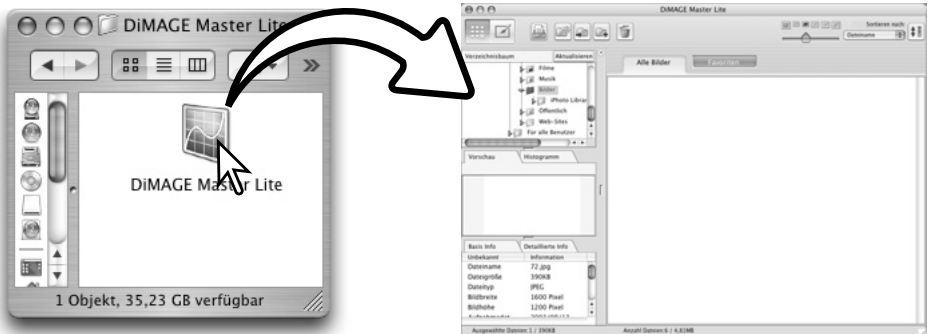 DiMAGE Master Lite
DiMAGE Master Lite
1 Objekt, 35,23 GB verfügbar
DiMAGE Master Lite
Sortieren nach
Dateiname
Verzeichnisbaum
Aktualisieren
Filme
Musik
Bilder
iPhoto Librar
Öffentlich
Web-Sites
Für alle Benutzer
Alle Bilder
Favoriten
Vorschau
Histogramm
Basis Info
Detaillierte Info
Unbekannt Information
Dateiname 72.jpg
Dateigröße 390KB
Dateityp JPEG
Bildbreite 1600 Pixel
Bildhöhe 1200 Pixel
Ausgewählte Dateien: 1 / 390KB
Anzahl Dateien: 6 / 4,81MB